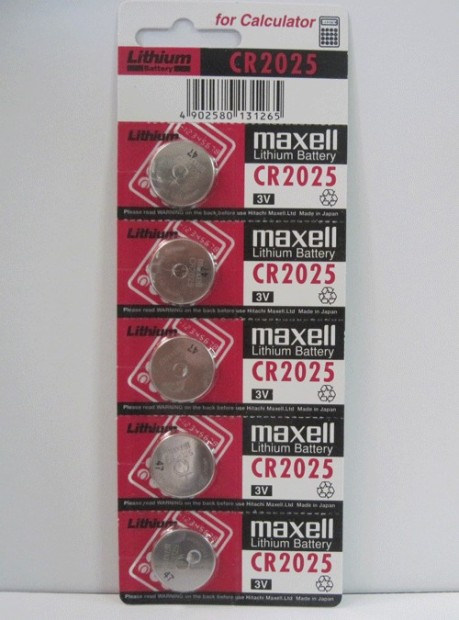 for Calculator
Lithium
Battery
CR2025
4 902580 131265
Lithium
maxell
Lithium Battery
CR2025
3V
47
Please read WARNING on the back,before use Hitachi Maxell.Ltd Made in Japan
Lithium
maxell
Lithium Battery
CR2025
3V
Please read WARNING on the back,before use Hitachi Maxell.Ltd Made in Japan
Lithium
maxell
Lithium Battery
CR2025
3V
47
Please read WARNING on the back before use Hitachi Maxell.Ltd Made in Japan
Lithium
maxell
Lithium Battery
CR2025
3V
47
Please read WARNING on the back before use Hitachi Maxell.Ltd Made in Japan
Lithium
maxell
Lithium Battery
CR2025
3V
47
Please read WARNING on the back before use Hitachi Maxell.Ltd Made in Japan